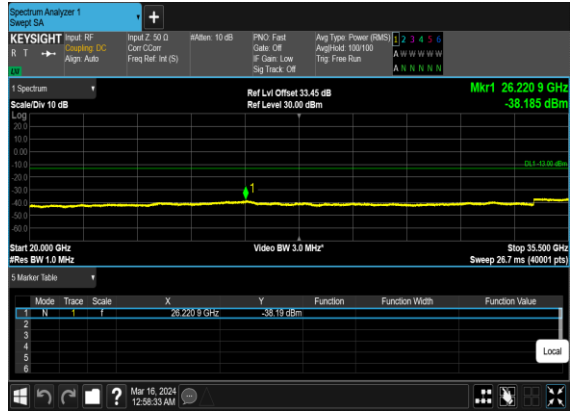 Spectrum Analyzer 1
Swept SA
+
KEYSIGHT
R T
Input: RF
Coupling: DC
Align: Auto
Input Z: 50 Ω
Corr CCorr
Freq Ref: Int (S)
#Atten: 10 dB
PNO: Fast
Gate: Off
IF Gain: Low
Sig Track: Off
Avg Type: Power (RMS)
Avg|Hold: 100/100
Trig: Free Run
1 2 3 4 5 6
A W W W W W
A N N N N N
1 Spectrum
Scale/Div 10 dB
Ref Lvl Offset 33.45 dB
Ref Level 30.00 dBm
Mkr1 26.220 9 GHz
-38.185 dBm
Log
20.0
10.0
0.00
-10.0
-20.0
-30.0
-40.0
-50.0
-60.0
DL1 -13.00 dBm
1
Start 20.000 GHz
#Res BW 1.0 MHz
Video BW 3.0 MHz*
Stop 35.500 GHz
Sweep 26.7 ms (40001 pts)
5 Marker Table
Mode Trace Scale X Y Function Function Width Function Value
1 N 1 f 26.220 9 GHz -38.19 dBm
2
3
4
5
6
Local
?
Mar 16, 2024
12:58:33 AM